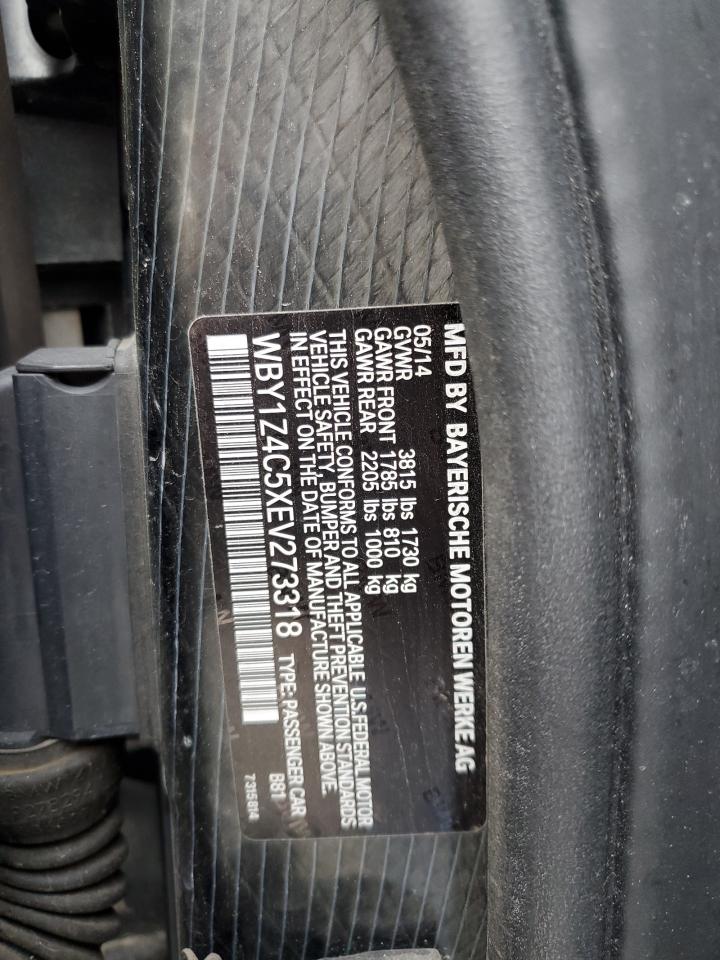 MFD BY BAYERISCHE MOTOREN WERKE AG
05/14
GVWR 3815 lbs 1730 kg
GAWR FRONT 1785 lbs 810 kg
GAWR REAR 2205 lbs 1000 kg
THIS VEHICLE CONFORMS TO ALL APPLICABLE U.S.FEDERAL MOTOR
VEHICLE SAFETY, BUMPER AND THEFT PREVENTION STANDARDS
IN EFFECT ON THE DATE OF MANUFACTURE SHOWN ABOVE.
WBY1Z4C5XEV273318 TYPE: PASSENGER CAR
B81
7315814